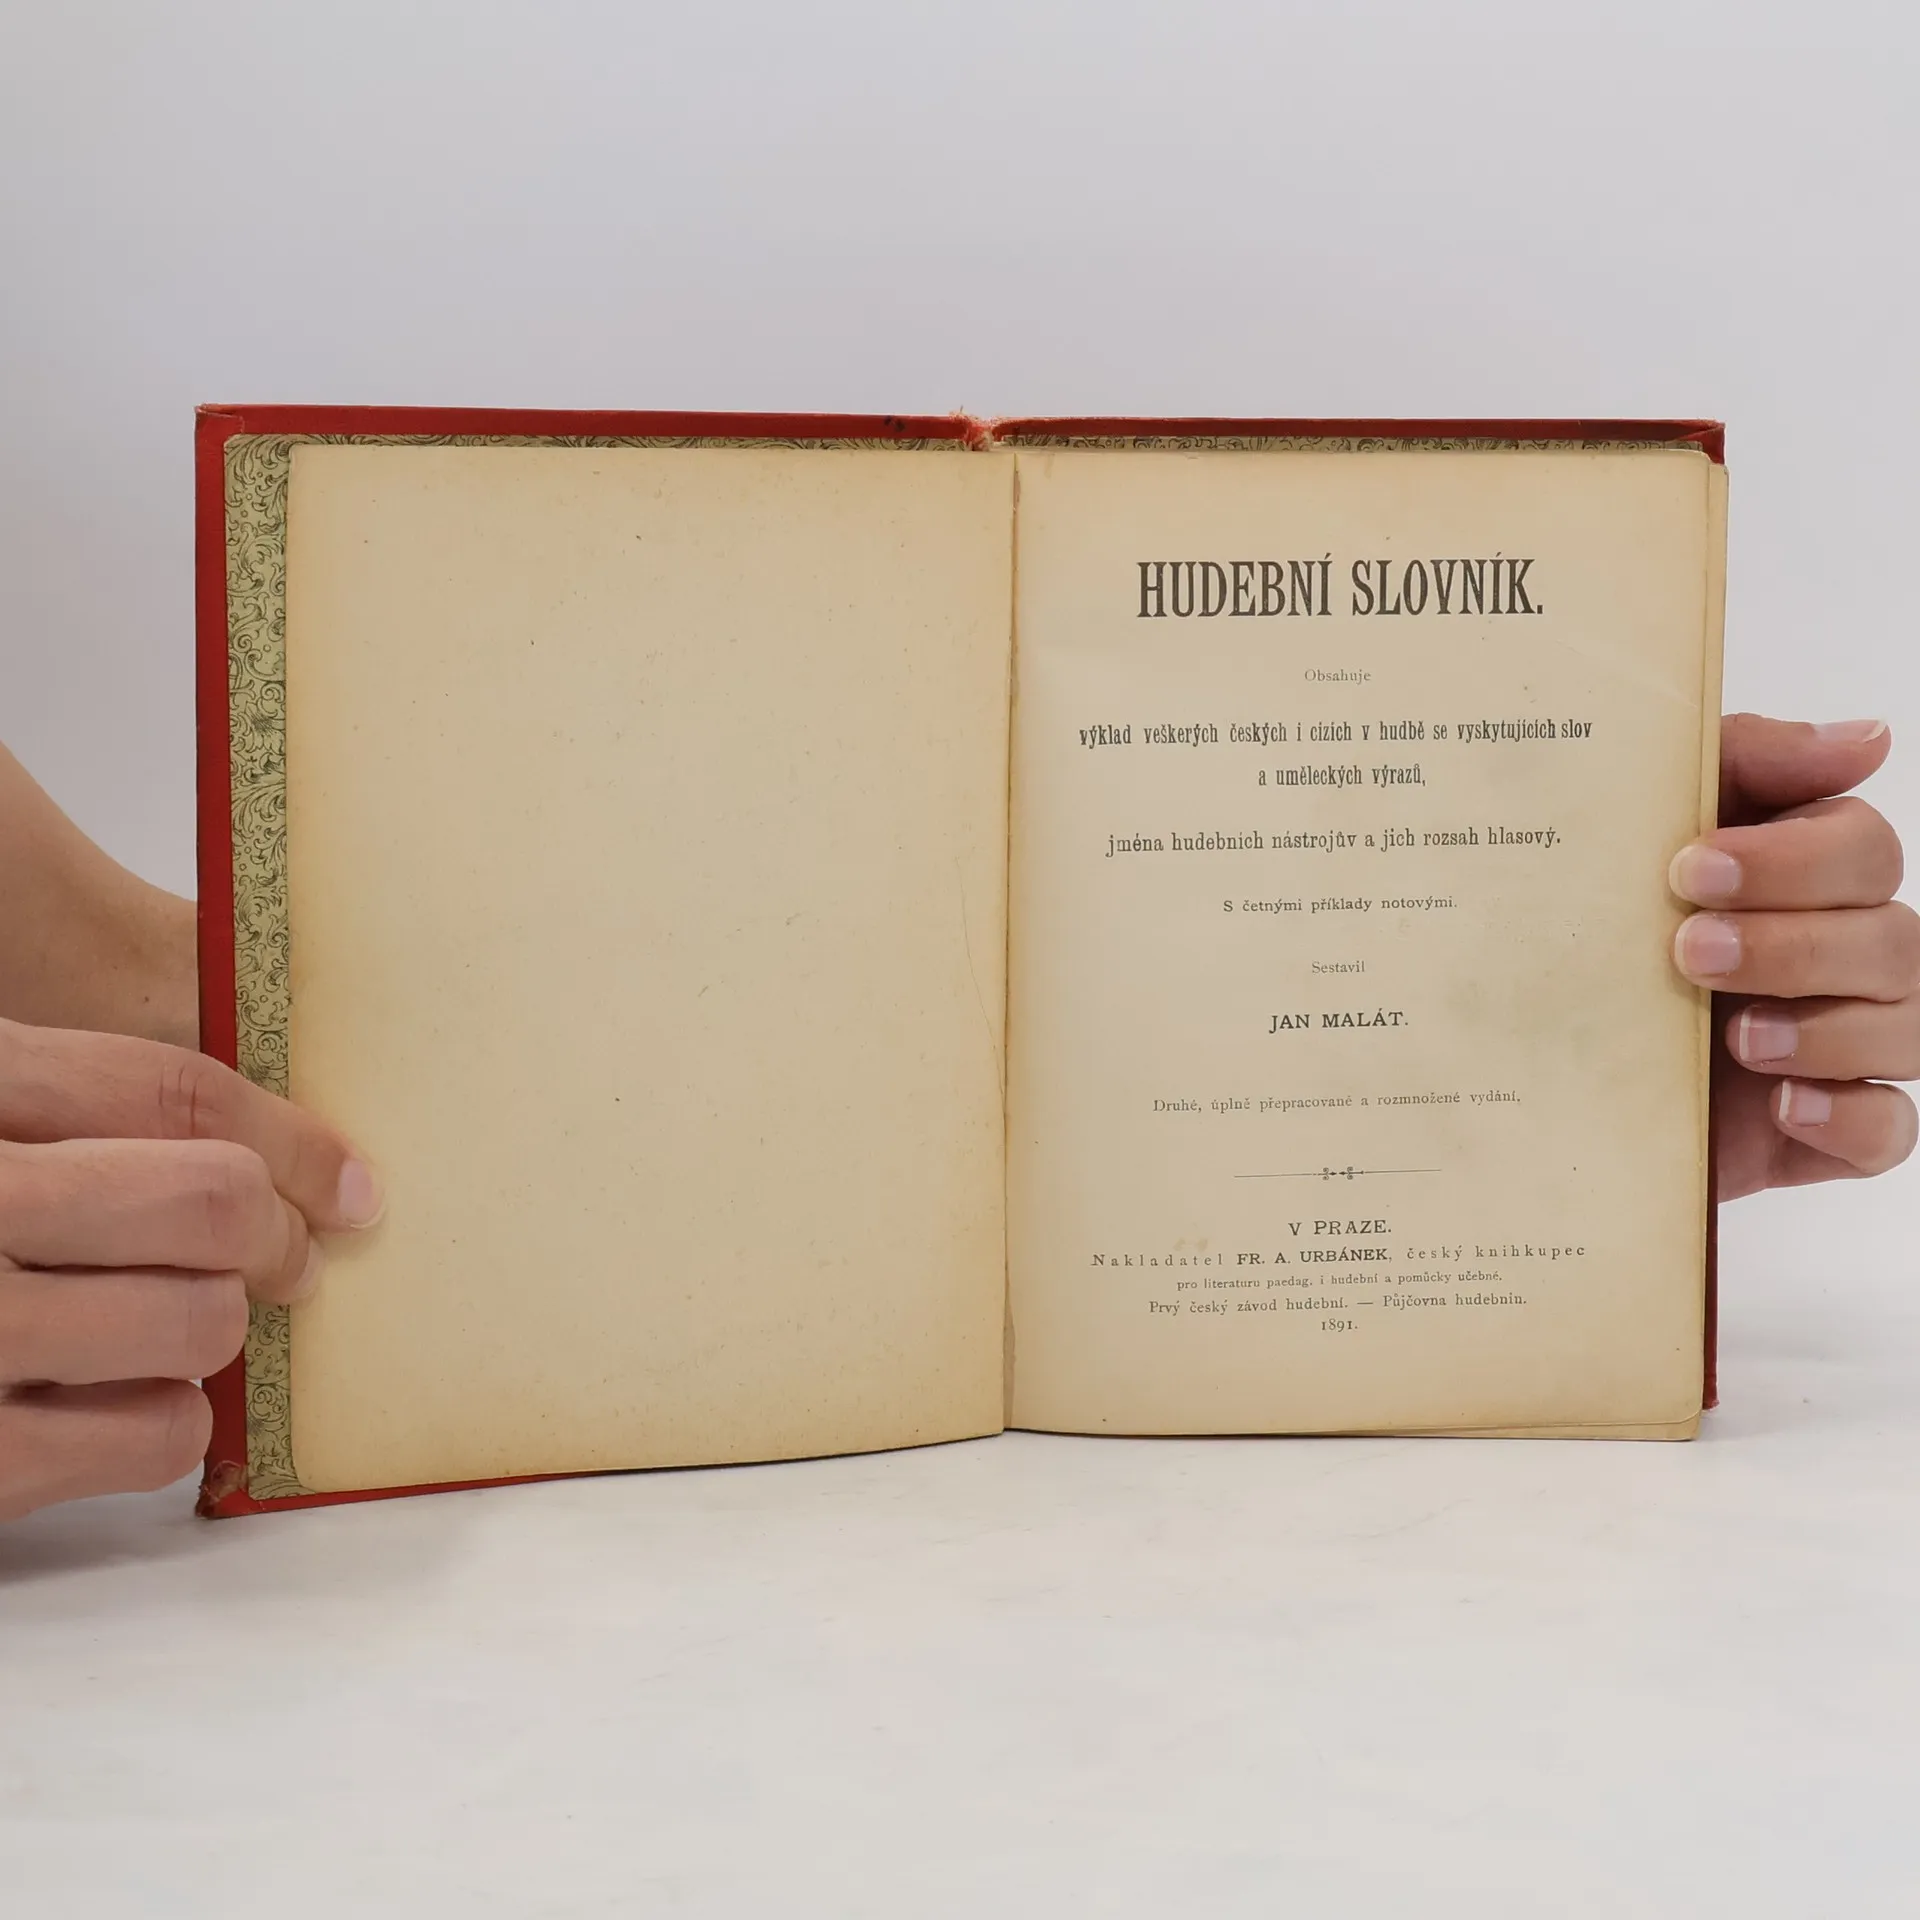 HUDEBNÍ SLOVNÍK.
Obsahuje
výklad veškerých českých i cizích v hudbě se vyskytujících slov
a uměleckých výrazů,
jména hudebních nástrojův a jich rozsah hlasový.
S četnými příklady notovými.
Sestavil
JAN MALÁT.
Druhé, úplně přepracované a rozmnožené vydání.
V PRAZE.
Nakladatel FR. A. URBÁNEK, český knihkupec
pro literaturu paedag. i hudební a pomůcky učebné.
Prvý český závod hudební. — Půjčovna hudebnin.
1891.